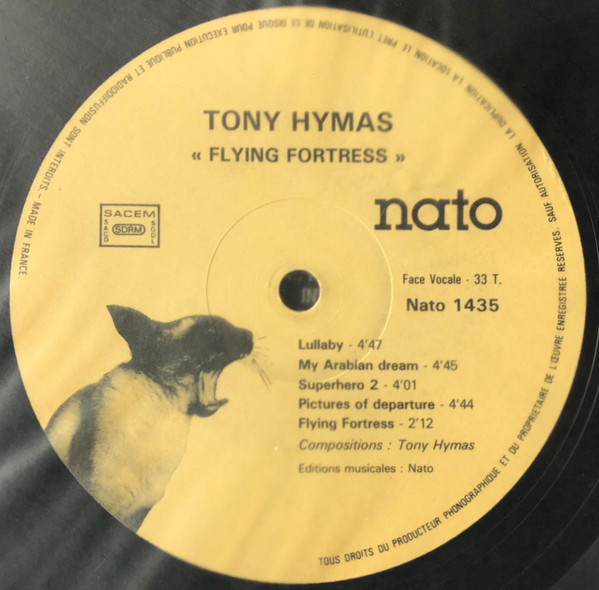 TONY HYMAS
« FLYING FORTRESS »
nato
SACEM
SACD
SDRM
SGDL
Face Vocale - 33 T.
Nato 1435
Lullaby - 4'47
My Arabian dream - 4'45
Superhero 2 - 4'01
Pictures of departure - 4'44
Flying Fortress - 2'12
Compositions : Tony Hymas
Editions musicales : Nato
TOUS DROITS DU PRODUCTEUR PHONOGRAPHIQUE ET DU PROPRIETAIRE DE L'ŒUVRE ENREGISTREE RESERVES. SAUF AUTORISATION LA DUPLICATION LA LOCATION LE PRET L'UTILISATION DE CE DISQUE POUR EXECUTION PUBLIQUE ET RADIODIFFUSION SONT INTERDITS - MADE IN FRANCE.